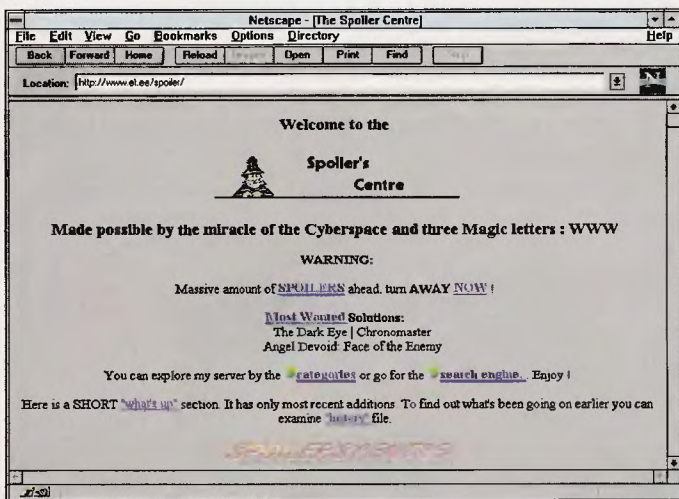 Netscape - [The Spoiler Centre]
File Edit View Go Bookmarks Options Directory Help
Back Forward Home Reload Open Print Find
Location: http://www.et.ee/spoiler/
N
Welcome to the
Spoiler's
Centre
Made possible by the miracle of the Cyberspace and three Magic letters : WWW
WARNING:
Massive amount of SPOILERS ahead, turn AWAY NOW !
Most Wanted Solutions:
The Dark Eye | Chronomaster
Angel Devoid: Face of the Enemy
You can explore my server by the categories or go for the search engine. . Enjoy !
Here is a SHORT "what's up" section. It has only most recent additions. To find out what's been going on earlier you can
examine "history" file.